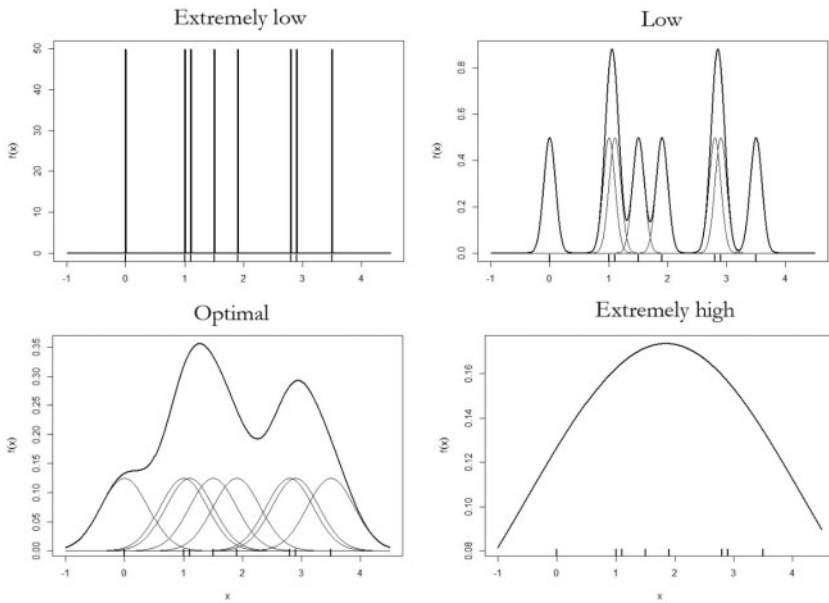 Extremely low
Low
f(x)
0
10
20
30
40
50
-1 0 1 2 3 4
f(x)
0.0
0.2
0.4
0.6
0.8
-1 0 1 2 3 4
Optimal
Extremely high
f(x)
0.00
0.05
0.10
0.15
0.20
0.25
0.30
0.35
-1 0 1 2 3 4
x
f(x)
0.08
0.10
0.12
0.14
0.16
-1 0 1 2 3 4
x